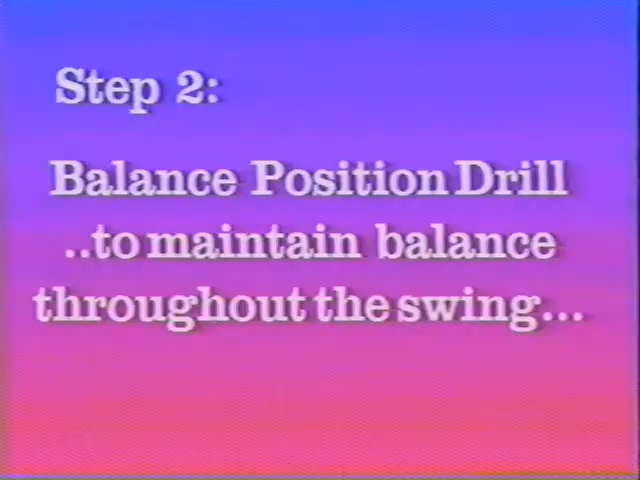 Step 2:
Balance Position Drill
..to maintain balance
throughout the swing...